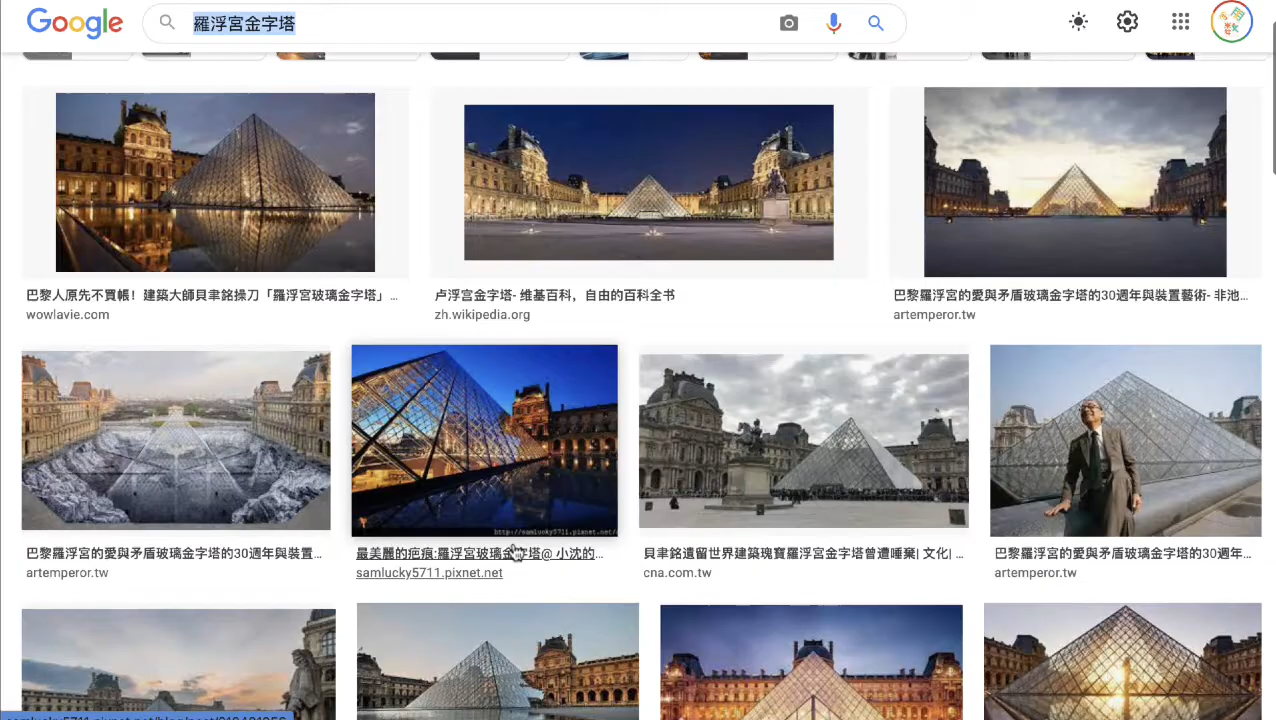 Google
羅浮宮金字塔
巴黎人原先不買帳！建築大師貝聿銘操刀「羅浮宮玻璃金字塔」...
wowlavie.com
卢浮宫金字塔- 维基百科，自由的百科全书
zh.wikipedia.org
巴黎羅浮宮的愛與矛盾玻璃金字塔的30週年與裝置藝術- 非池...
artemperor.tw
http://samlucky5711.pixnet.net/
巴黎羅浮宮的愛與矛盾玻璃金字塔的30週年與裝置...
artemperor.tw
最美麗的疤痕:羅浮宮玻璃金字塔@ 小沈的...
samlucky5711.pixnet.net
貝聿銘遺留世界建築瑰寶羅浮宮金字塔曾遭唾棄| 文化| ...
cna.com.tw
巴黎羅浮宮的愛與矛盾玻璃金字塔的30週年...
artemperor.tw